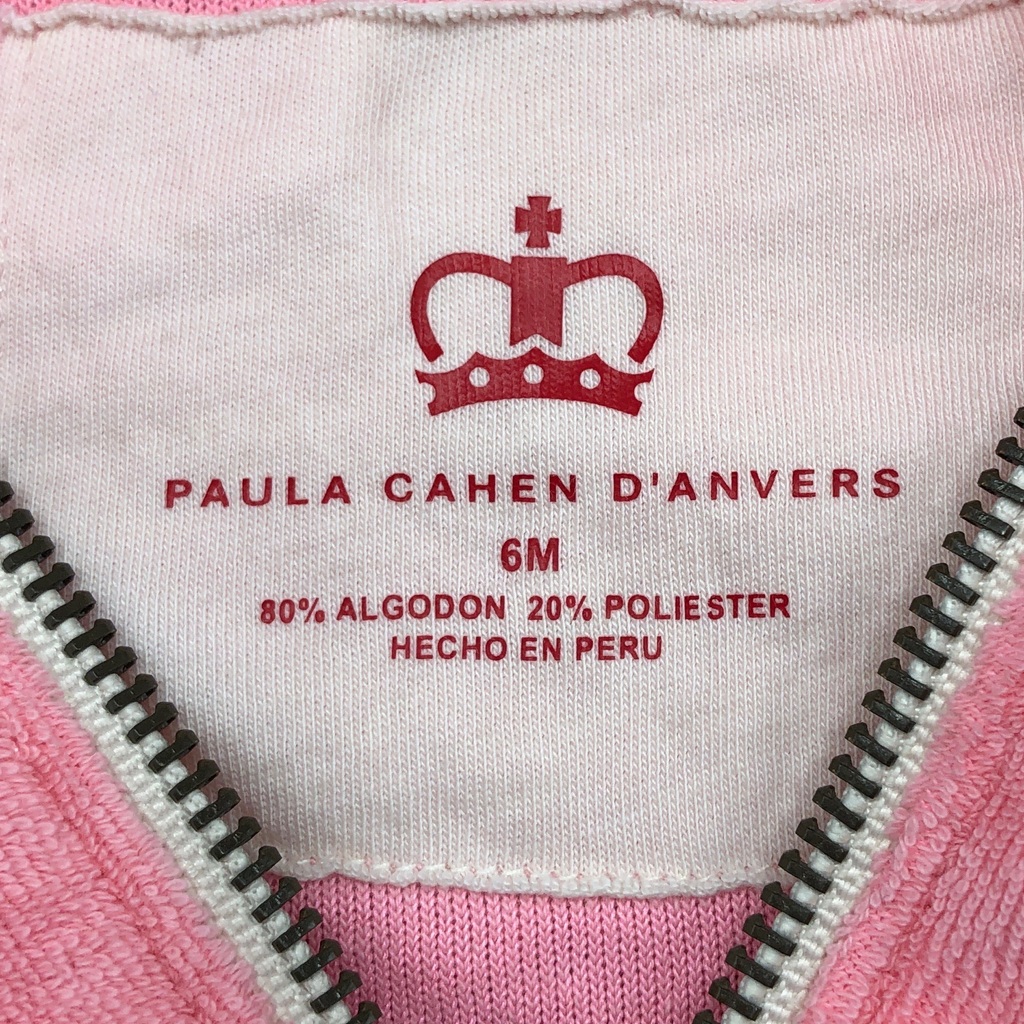 PAULA CAHEN D'ANVERS
6M
80% ALGODON 20% POLIESTER
HECHO EN PERU